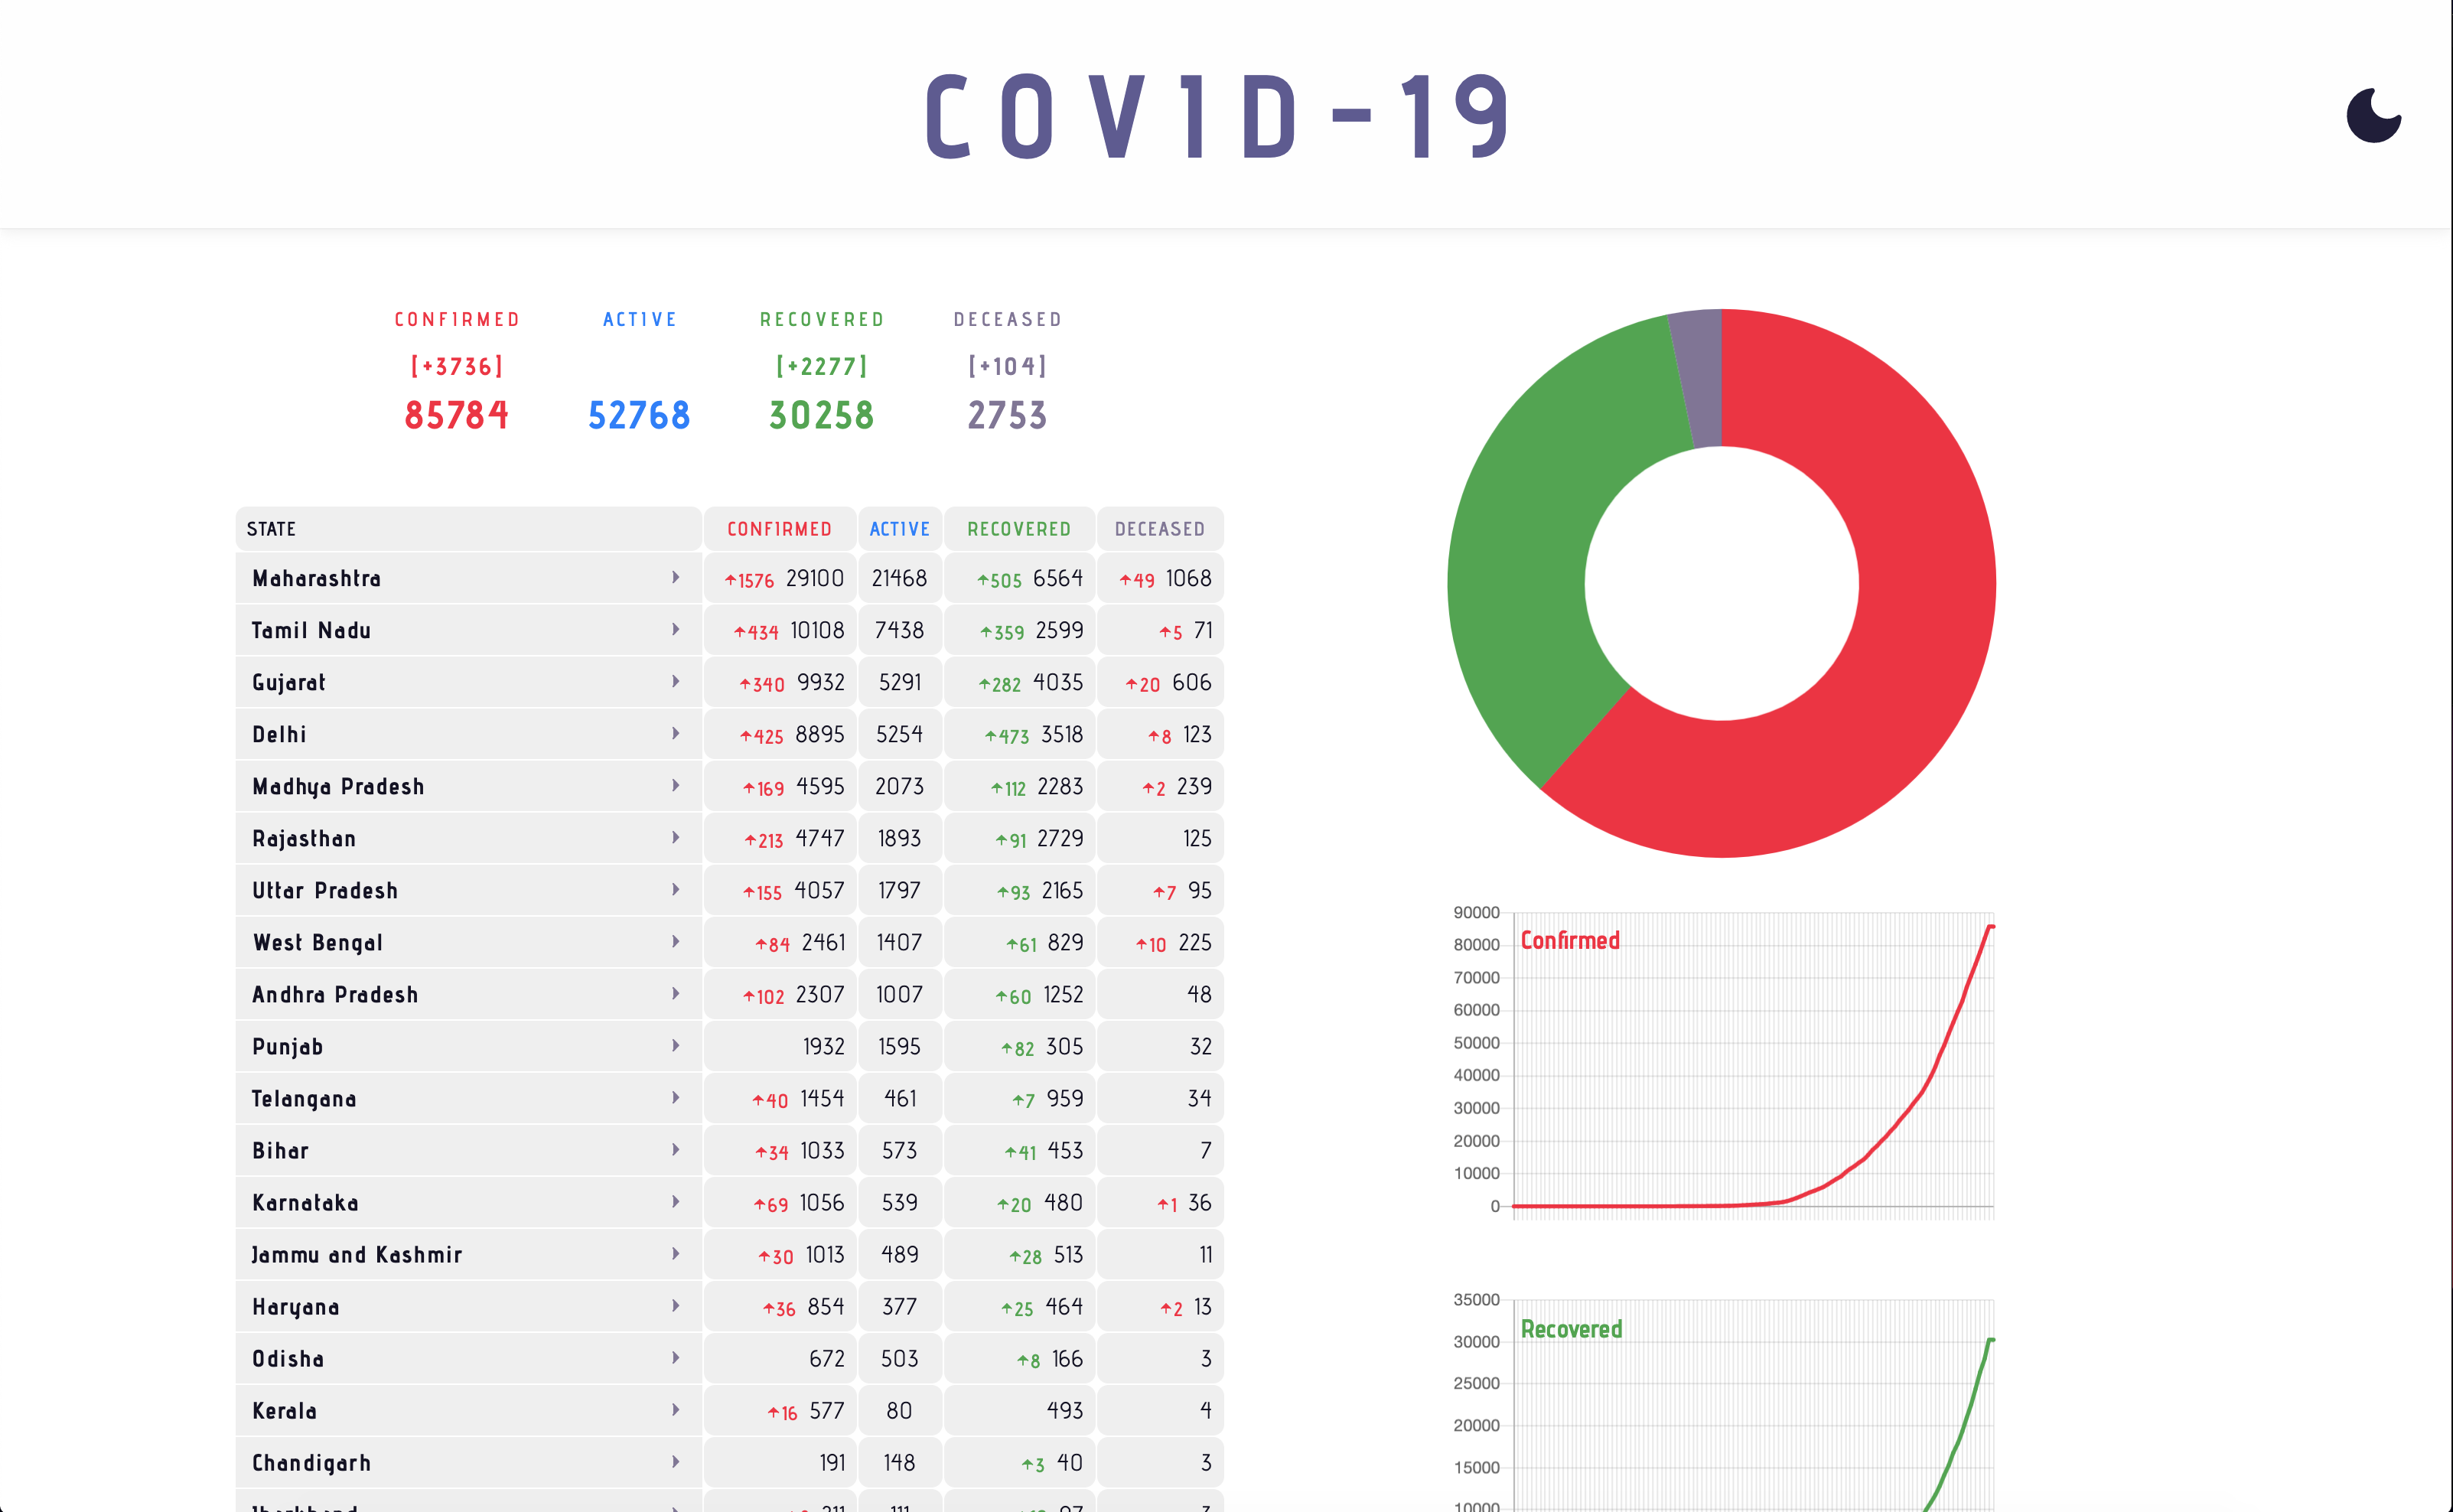 COVID-19
CONFIRMED ACTIVE RECOVERED DECEASED
[+3736] [+2277] [+104]
85784 52768 30258 2753
STATE CONFIRMED ACTIVE RECOVERED DECEASED
Maharashtra ↑1576 29100 21468 ↑505 6564 ↑49 1068
Tamil Nadu ↑434 10108 7438 ↑359 2599 ↑5 71
Gujarat ↑340 9932 5291 ↑282 4035 ↑20 606
Delhi ↑425 8895 5254 ↑473 3518 ↑8 123
Madhya Pradesh ↑169 4595 2073 ↑112 2283 ↑2 239
Rajasthan ↑213 4747 1893 ↑91 2729 125
Uttar Pradesh ↑155 4057 1797 ↑93 2165 ↑7 95
West Bengal ↑84 2461 1407 ↑61 829 ↑10 225
Andhra Pradesh ↑102 2307 1007 ↑60 1252 48
Punjab 1932 1595 ↑82 305 32
Telangana ↑40 1454 461 ↑7 959 34
Bihar ↑34 1033 573 ↑41 453 7
Karnataka ↑69 1056 539 ↑20 480 ↑1 36
Jammu and Kashmir ↑30 1013 489 ↑28 513 11
Haryana ↑36 854 377 ↑25 464 ↑2 13
Odisha 672 503 ↑8 166 3
Kerala ↑16 577 80 493 4
Chandigarh 191 148 ↑3 40 3
90000
Confirmed
80000
70000
60000
50000
40000
30000
20000
10000
0
35000
Recovered
30000
25000
20000
15000
10000